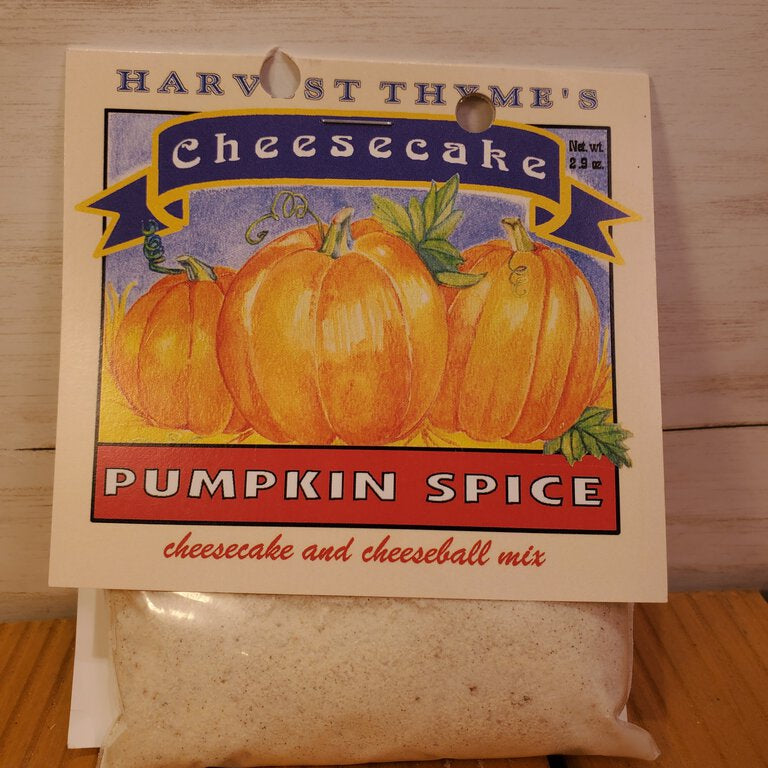 HARVEST THYME'S
Cheesecake
Net. wt.
2.9 oz.
PUMPKIN SPICE
cheesecake and cheeseball mix